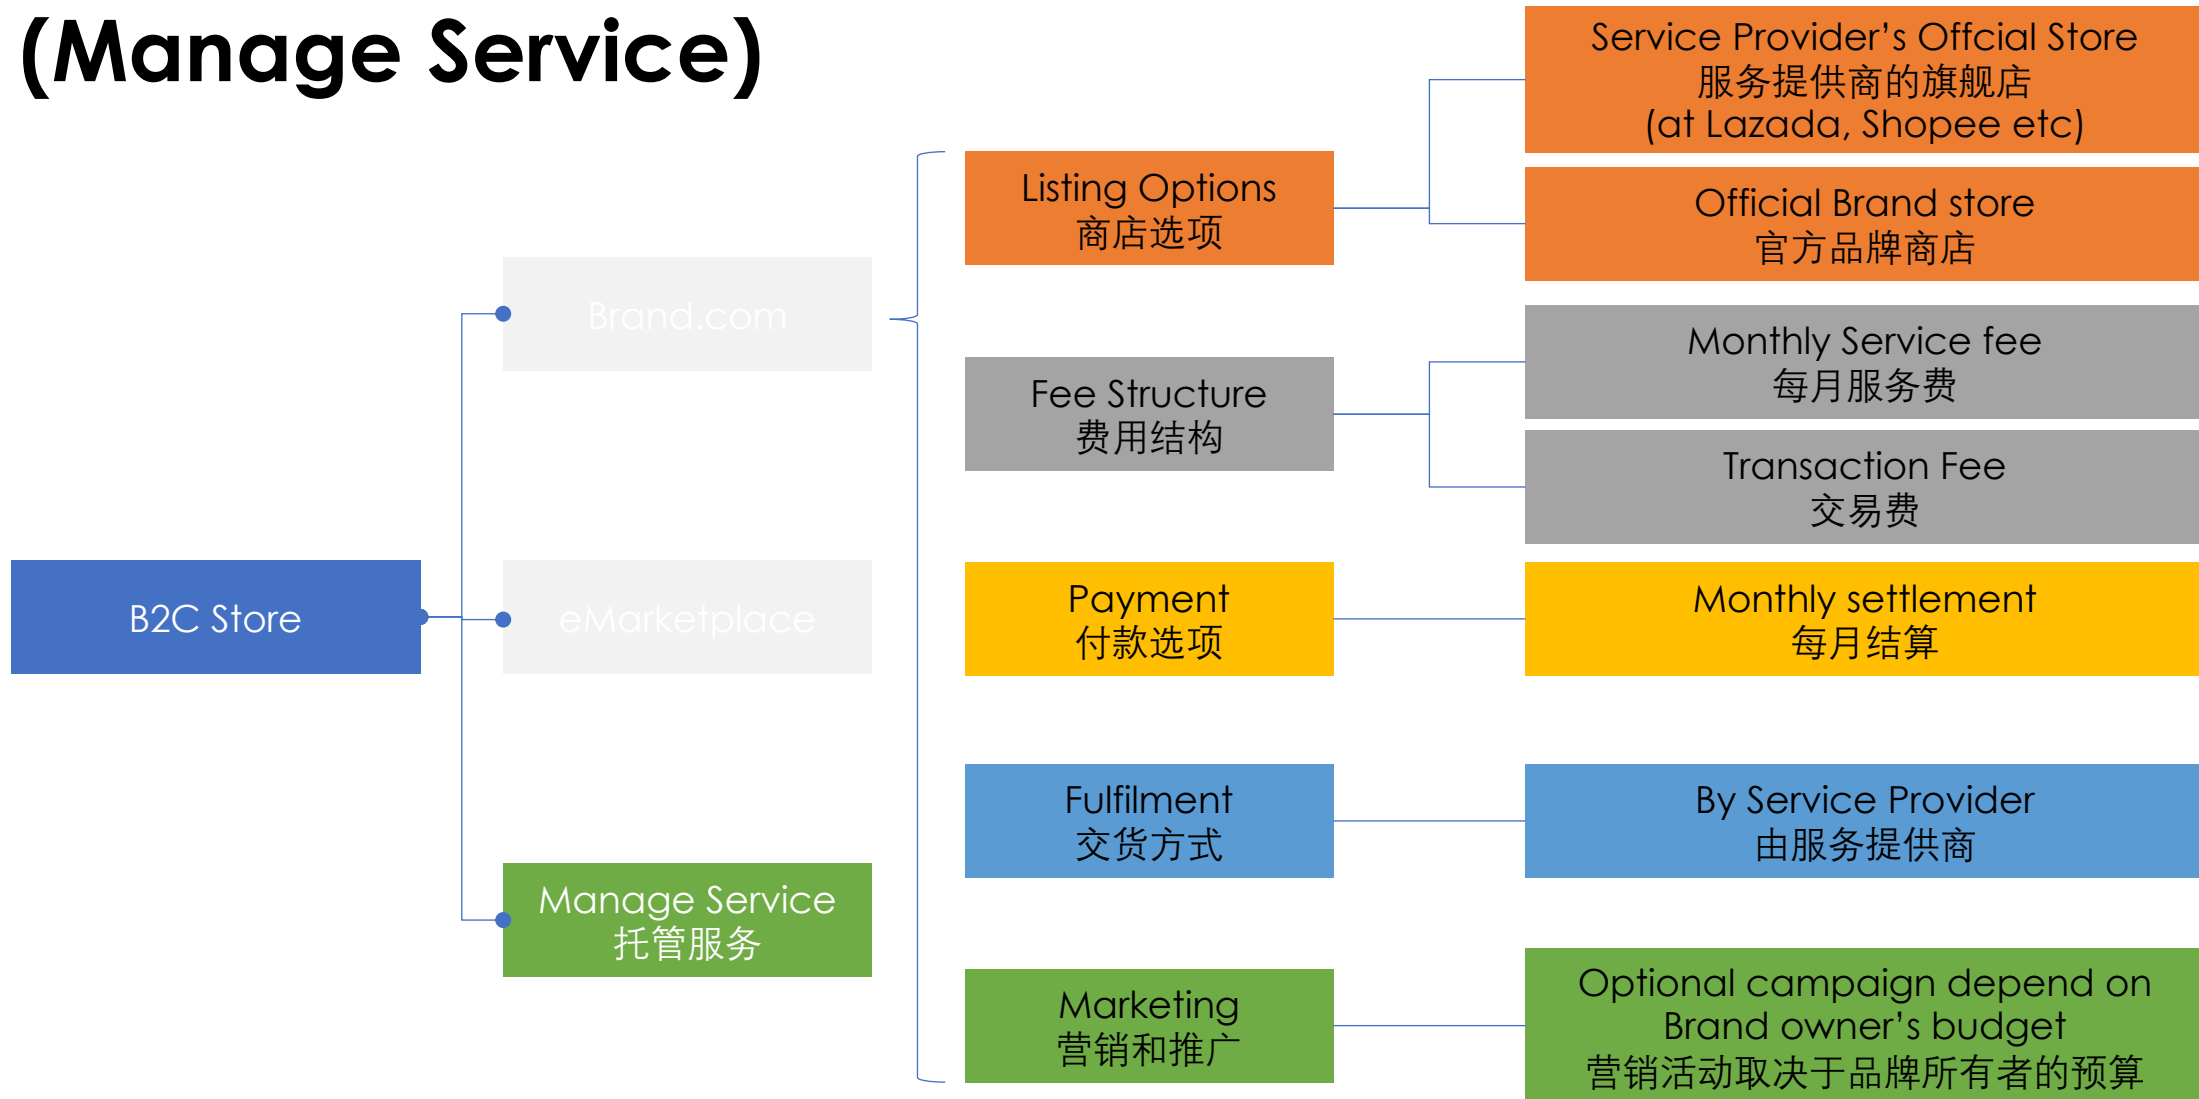 (Manage Service)
B2C Store
Brand.com
eMarketplace
Manage Service
托管服务
Listing Options
商店选项
Service Provider’s Offcial Store
服务提供商的旗舰店
(at Lazada, Shopee etc)
Official Brand store
官方品牌商店
Fee Structure
费用结构
Monthly Service fee
每月服务费
Transaction Fee
交易费
Payment
付款选项
Monthly settlement
每月结算
Fulfilment
交货方式
By Service Provider
由服务提供商
Marketing
营销和推广
Optional campaign depend on
Brand owner’s budget
营销活动取决于品牌所有者的预算